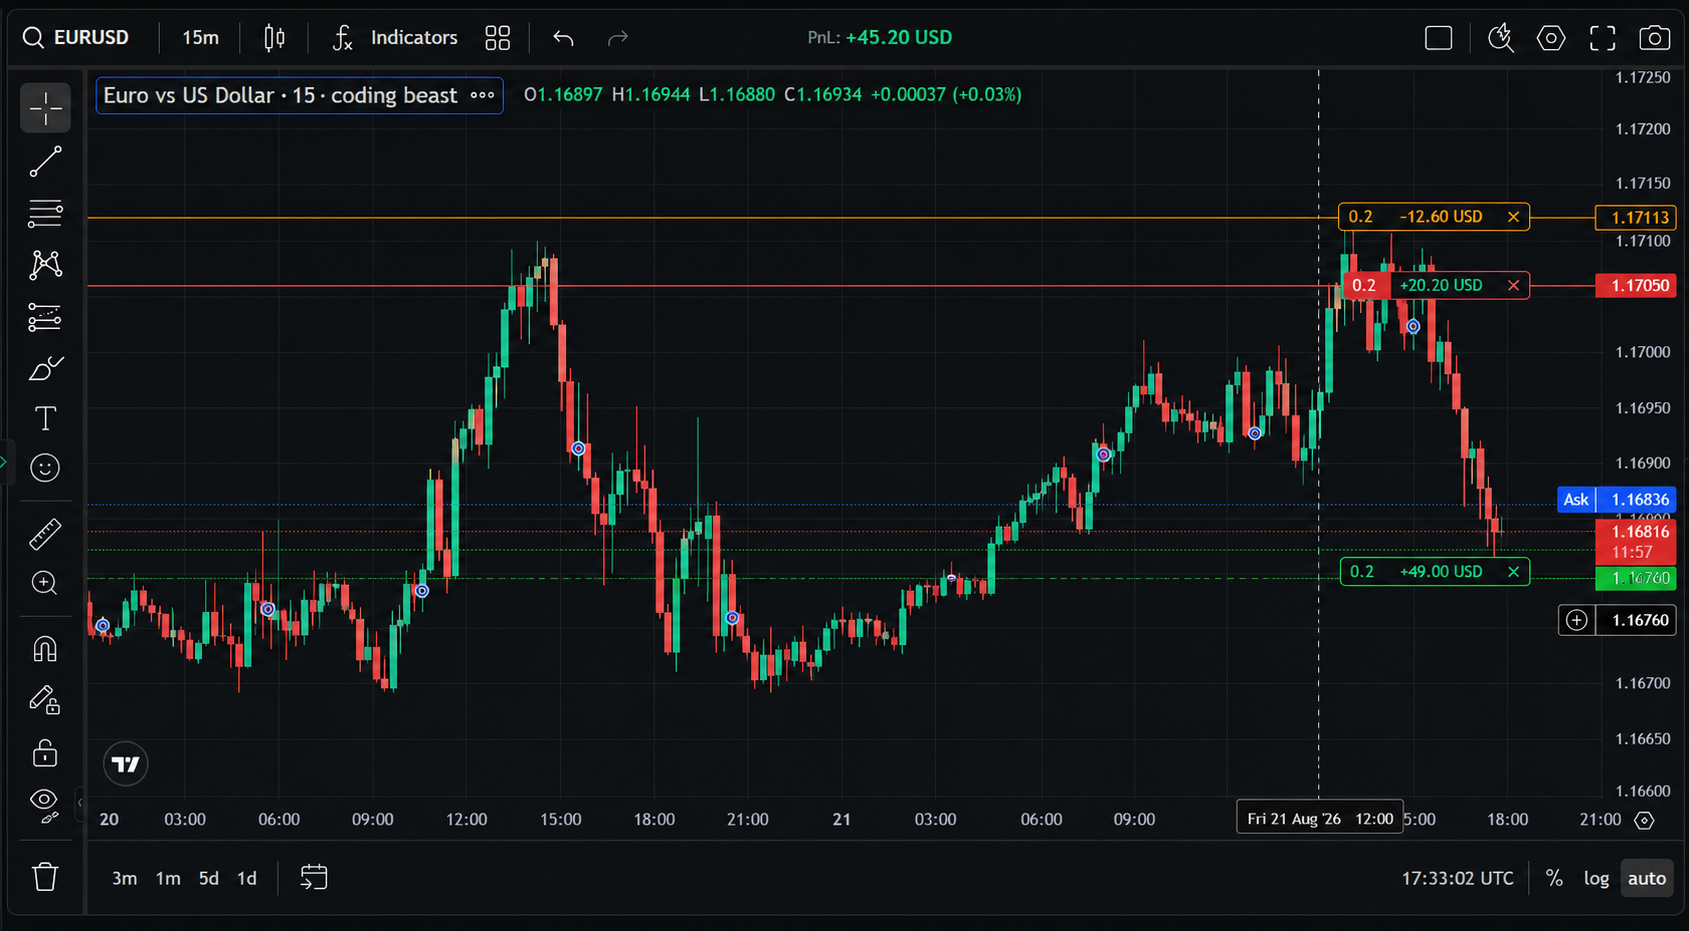 EURUSD 15m Indicators PnL: +45.20 USD
Euro vs US Dollar · 15 · coding beast O1.16897 H1.16944 L1.16880 C1.16934 +0.00037 (+0.03%)
1.17250
1.17200
1.17150
0.2 -12.60 USD 1.17113
1.17100
0.2 +20.20 USD 1.17050
1.17000
1.16950
1.16900
Ask 1.16836
1.16816
11:57
0.2 +49.00 USD
1.16760
1.16700
1.16650
1.16600
20 03:00 06:00 09:00 12:00 15:00 18:00 21:00 21 03:00 06:00 09:00 Fri 21 Aug '26 12:00 5:00 18:00 21:00
3m 1m 5d 1d 17:33:02 UTC % log auto